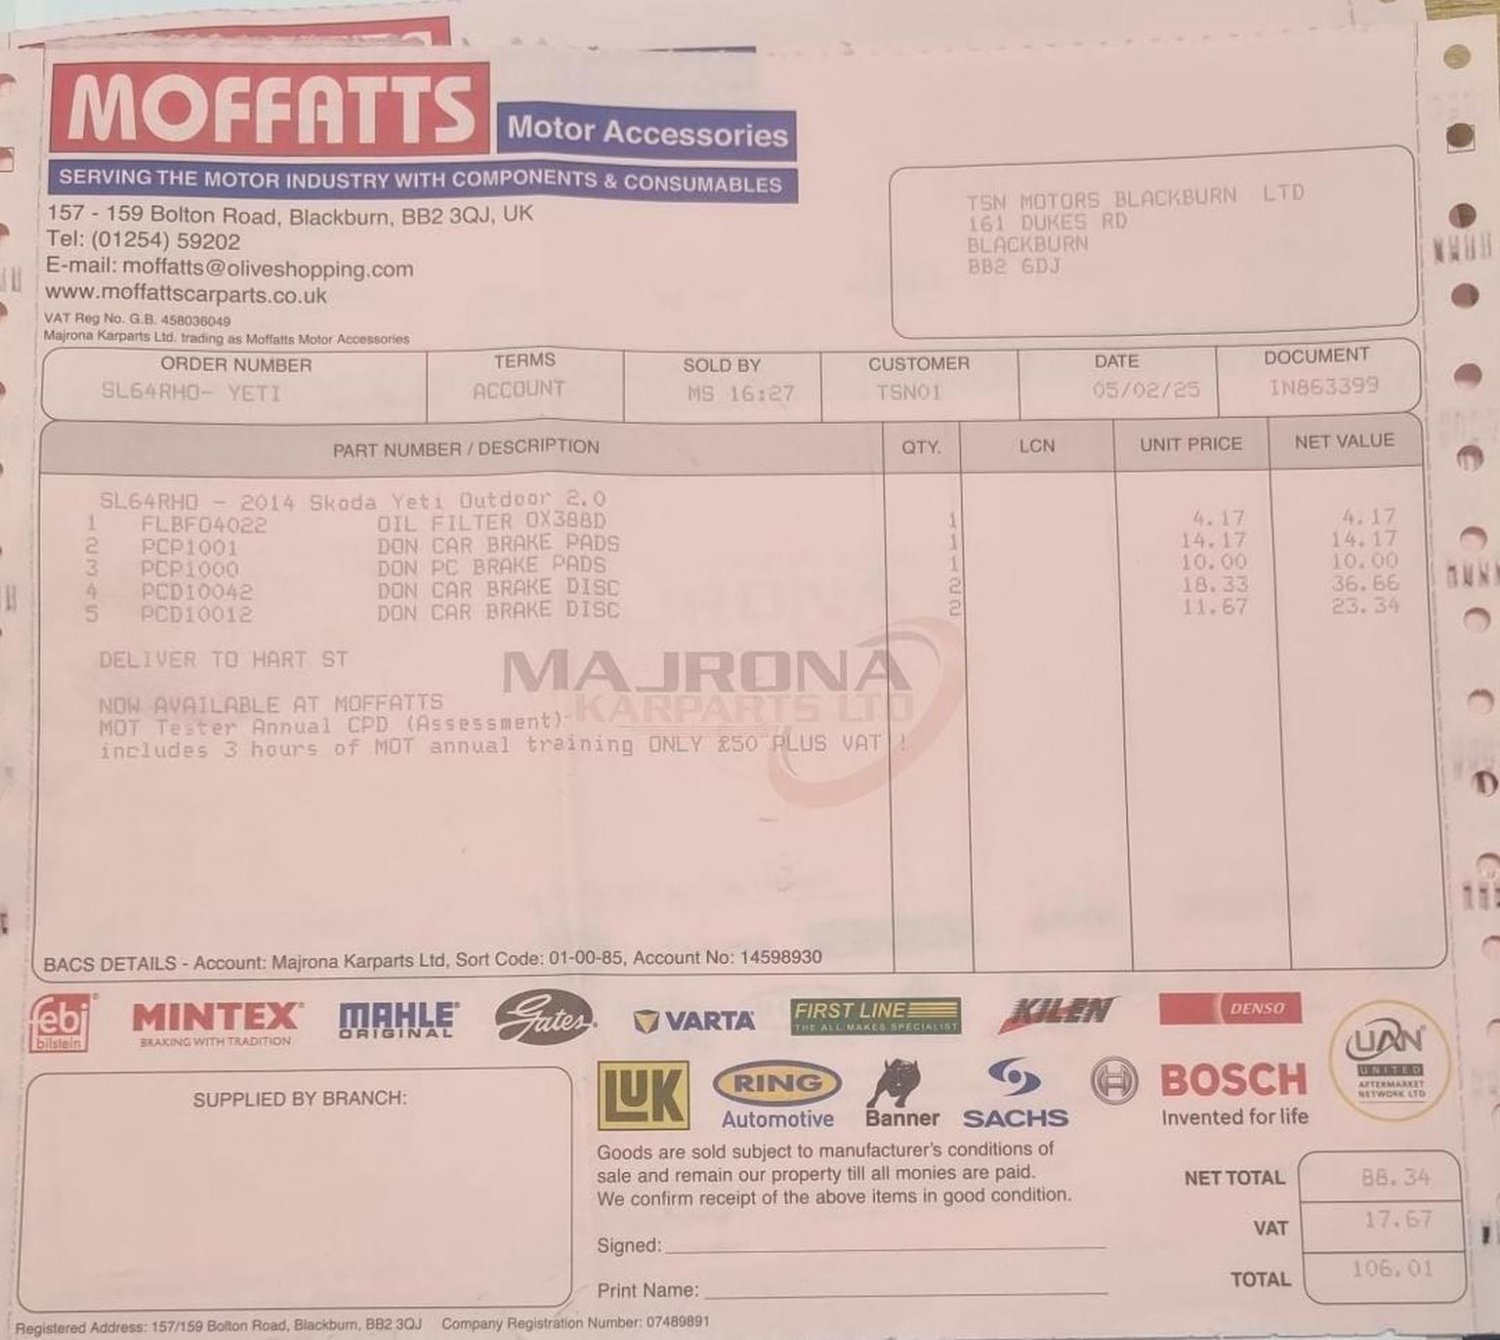 MOFFATTS
Motor Accessories
SERVING THE MOTOR INDUSTRY WITH COMPONENTS & CONSUMABLES
157 - 159 Bolton Road, Blackburn, BB2 3QJ, UK
Tel: (01254) 59202
E-mail: moffatts@oliveshopping.com
www.moffattscarparts.co.uk
VAT Reg No. G.B. 458036049
Majrona Karparts Ltd. trading as Moffatts Motor Accessories
TSN MOTORS BLACKBURN LTD
161 DUKES RD
BLACKBURN
BB2 6DJ
ORDER NUMBER TERMS SOLD BY CUSTOMER DATE DOCUMENT
SL64RHO- YETI ACCOUNT MS 16:27 TSN01 05/02/25 IN863399
PART NUMBER / DESCRIPTION QTY. LCN UNIT PRICE NET VALUE
SL64RHO - 2014 Skoda Yeti Outdoor 2.0
1 FLBF04022 OIL FILTER OX388D 1 4.17 4.17
2 PCP1001 DON CAR BRAKE PADS 1 14.17 14.17
3 PCP1000 DON PC BRAKE PADS 1 10.00 10.00
4 PCD10042 DON CAR BRAKE DISC 2 18.33 36.66
5 PCD10012 DON CAR BRAKE DISC 2 11.67 23.34
DELIVER TO HART ST
MAJRONA
KARPARTS LTD
NOW AVAILABLE AT MOFFATTS
MOT Tester Annual CPD (Assessment)-
includes 3 hours of MOT annual training ONLY £50 PLUS VAT !
BACS DETAILS - Account: Majrona Karparts Ltd, Sort Code: 01-00-85, Account No: 14598930
febi bilstein
MINTEX
BRAKING WITH TRADITION
MAHLE
ORIGINAL
Gates
VARTA
FIRST LINE
THE ALL MAKES SPECIALIST
KILEN
DENSO
UAN
UNITED
AFTERMARKET
NETWORK LTD
LUK
RING
Automotive
Banner
SACHS
BOSCH
Invented for life
SUPPLIED BY BRANCH:
Goods are sold subject to manufacturer's conditions of
sale and remain our property till all monies are paid.
We confirm receipt of the above items in good condition.
Signed:
Print Name:
NET TOTAL 88.34
VAT 17.67
TOTAL 106.01
Registered Address: 157/159 Bolton Road, Blackburn, BB2 3QJ Company Registration Number: 07489891